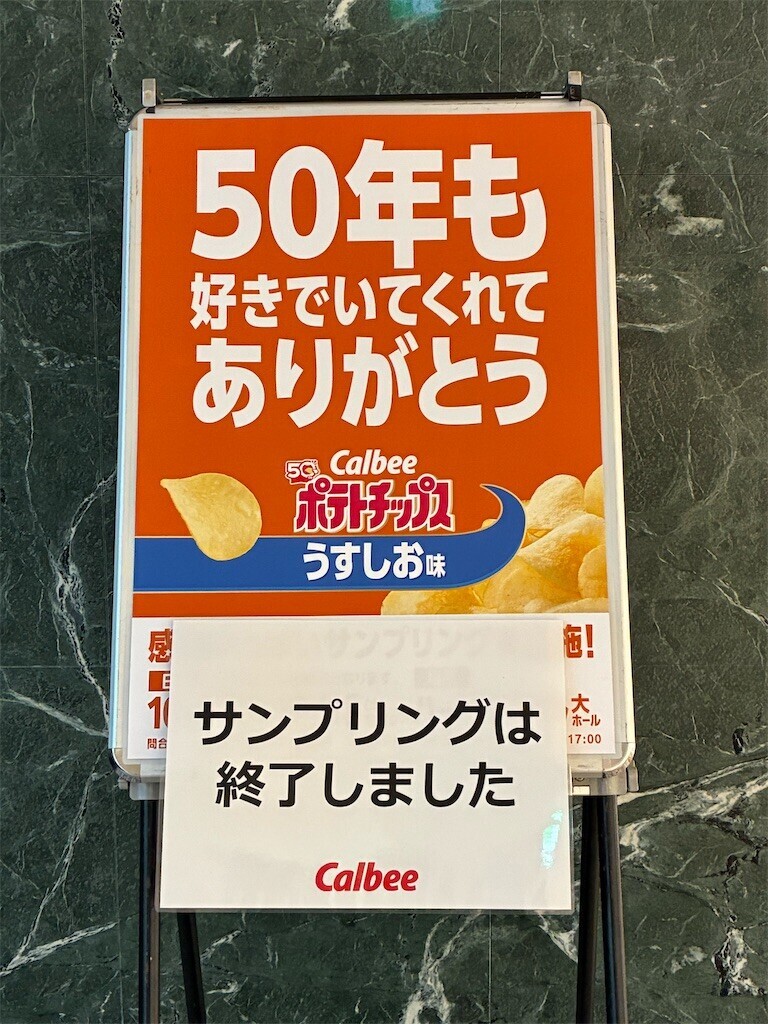 50年も
好きでいてくれて
ありがとう
50
Calbee
ポテトチップス
うすしお味
サンプリング
大
ホール
17:00
サンプリングは
終了しました
Calbee